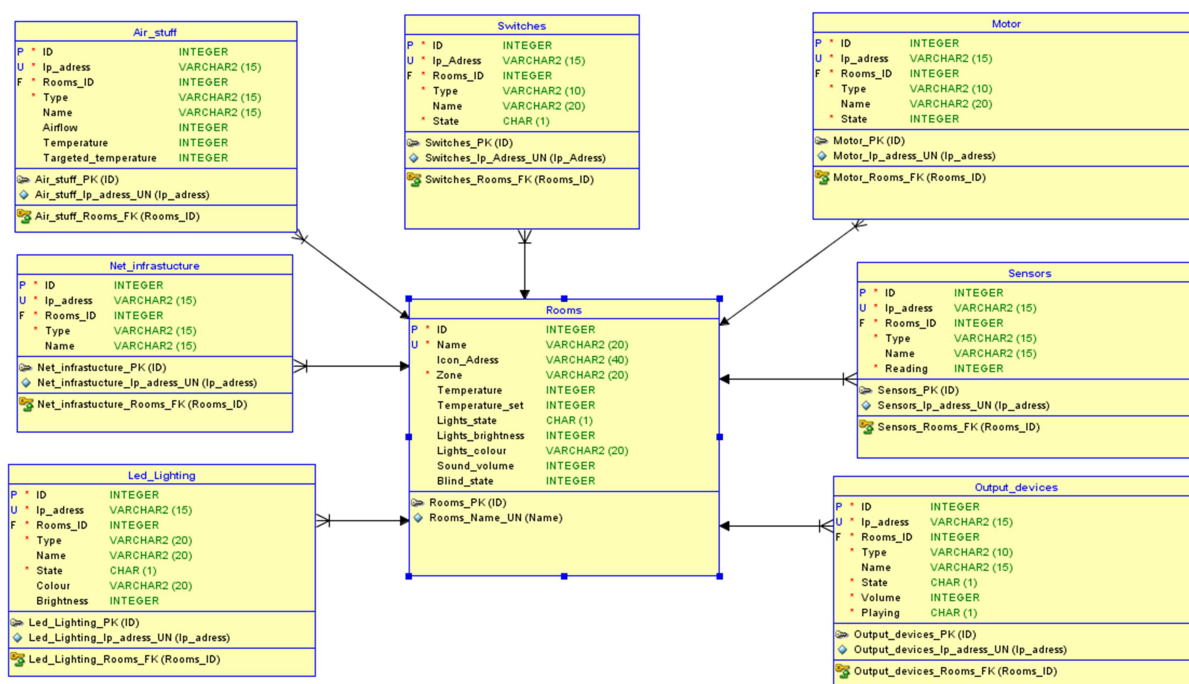 Air_stuff
P * ID INTEGER
U * Ip_adress VARCHAR2 (15)
F * Rooms_ID INTEGER
* Type VARCHAR2 (15)
Name VARCHAR2 (15)
Airflow INTEGER
Temperature INTEGER
Targeted_temperature INTEGER
Air_stuff_PK (ID)
Air_stuff_Ip_adress_UN (Ip_adress)
Air_stuff_Rooms_FK (Rooms_ID)
Switches
P * ID INTEGER
U * Ip_Adress VARCHAR2 (15)
F * Rooms_ID INTEGER
* Type VARCHAR2 (10)
Name VARCHAR2 (20)
* State CHAR (1)
Switches_PK (ID)
Switches_Ip_Adress_UN (Ip_Adress)
Switches_Rooms_FK (Rooms_ID)
Motor
P * ID INTEGER
U * Ip_adress VARCHAR2 (15)
F * Rooms_ID INTEGER
* Type VARCHAR2 (10)
Name VARCHAR2 (20)
* State INTEGER
Motor_PK (ID)
Motor_Ip_adress_UN (Ip_adress)
Motor_Rooms_FK (Rooms_ID)
Net_infrastucture
P * ID INTEGER
U * Ip_adress VARCHAR2 (15)
F * Rooms_ID INTEGER
* Type VARCHAR2 (15)
Name VARCHAR2 (15)
Net_infrastucture_PK (ID)
Net_infrastucture_Ip_adress_UN (Ip_adress)
Net_infrastucture_Rooms_FK (Rooms_ID)
Rooms
P * ID INTEGER
U * Name VARCHAR2 (20)
Icon_Adress VARCHAR2 (40)
* Zone VARCHAR2 (20)
Temperature INTEGER
Temperature_set INTEGER
Lights_state CHAR (1)
Lights_brightness INTEGER
Lights_colour VARCHAR2 (20)
Sound_volume INTEGER
Blind_state INTEGER
Rooms_PK (ID)
Rooms_Name_UN (Name)
Sensors
P * ID INTEGER
U * Ip_adress VARCHAR2 (15)
F * Rooms_ID INTEGER
* Type VARCHAR2 (15)
Name VARCHAR2 (15)
* Reading INTEGER
Sensors_PK (ID)
Sensors_Ip_adress_UN (Ip_adress)
Sensors_Rooms_FK (Rooms_ID)
Led_Lighting
P * ID INTEGER
U * Ip_adress VARCHAR2 (15)
F * Rooms_ID INTEGER
* Type VARCHAR2 (20)
Name VARCHAR2 (20)
* State CHAR (1)
Colour VARCHAR2 (20)
Brightness INTEGER
Led_Lighting_PK (ID)
Led_Lighting_Ip_adress_UN (Ip_adress)
Led_Lighting_Rooms_FK (Rooms_ID)
Output_devices
P * ID INTEGER
U * Ip_adress VARCHAR2 (15)
F * Rooms_ID INTEGER
* Type VARCHAR2 (10)
Name VARCHAR2 (15)
* State CHAR (1)
* Volume INTEGER
* Playing CHAR (1)
Output_devices_PK (ID)
Output_devices_Ip_adress_UN (Ip_adress)
Output_devices_Rooms_FK (Rooms_ID)